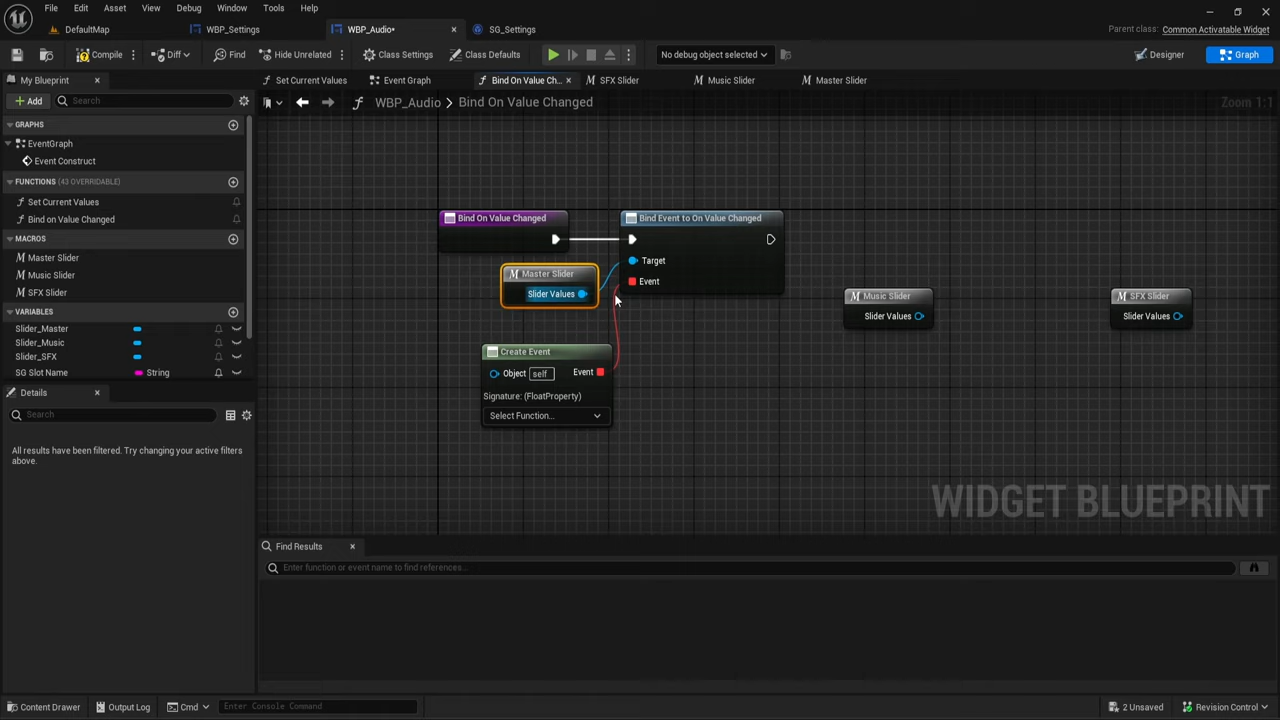 File Edit Asset View Debug Window Tools Help
DefaultMap WBP_Settings WBP_Audio• SG_Settings Parent class: Common Activatable Widget
Compile Diff Find Hide Unrelated Class Settings Class Defaults No debug object selected Designer Graph
My Blueprint Set Current Values Event Graph Bind On Value Ch... SFX Slider Music Slider Master Slider
Add Search
WBP_Audio > Bind On Value Changed Zoom 1:1
GRAPHS
EventGraph
Event Construct
FUNCTIONS (43 OVERRIDABLE)
Set Current Values
Bind on Value Changed
MACROS
Master Slider
Music Slider
SFX Slider
VARIABLES
Slider_Master
Slider_Music
Slider_SFX
SG Slot Name String
Details
Search
All results have been filtered. Try changing your active filters
above.
Bind On Value Changed
Bind Event to On Value Changed
Target
Event
Master Slider
Slider Values
Create Event
Object self Event
Signature: (FloatProperty)
Select Function...
Music Slider
Slider Values
SFX Slider
Slider Values
WIDGET BLUEPRINT
Find Results
Enter function or event name to find references...
Content Drawer Output Log Cmd Enter Console Command 2 Unsaved Revision Control